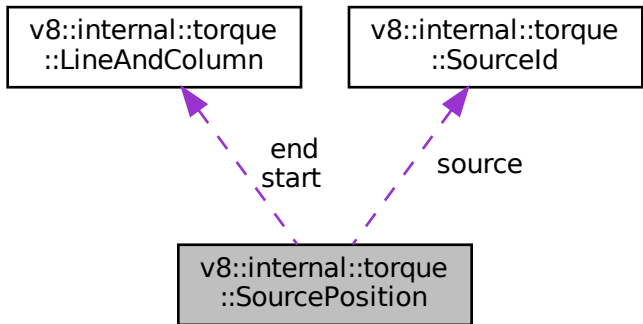 v8::internal::torque
::LineAndColumn
v8::internal::torque
::SourceId
end
start
source
v8::internal::torque
::SourcePosition